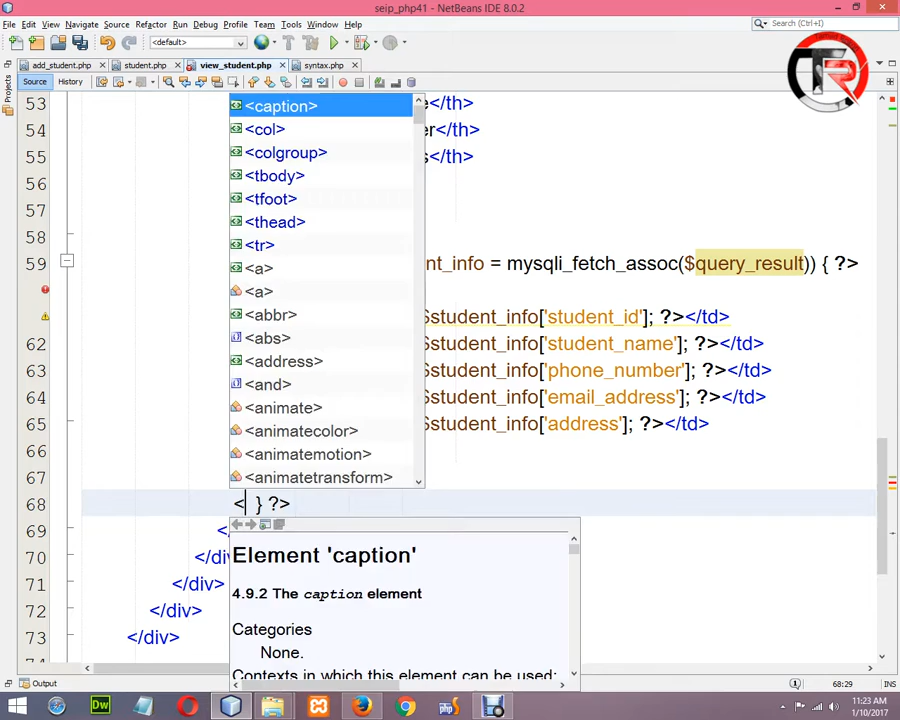 seip_php41 - NetBeans IDE 8.0.2
File Edit View Navigate Source Refactor Run Debug Profile Team Tools Window Help
Search (Ctrl+I)
<default>
add_student.php student.php view_student.php syntax.php
Source History
Projects
53 e</th>
54 er</th>
55 s</th>
56
57
58
59 nt_info = mysqli_fetch_assoc($query_result)) { ?>
$student_info['student_id']; ?></td>
62 $student_info['student_name']; ?></td>
63 $student_info['phone_number']; ?></td>
64 $student_info['email_address']; ?></td>
65 $student_info['address']; ?></td>
66
67
68 < } ?>
69 </
70 </div>
71 </div>
72 </div>
73 </div>
<caption>
<col>
<colgroup>
<tbody>
<tfoot>
<thead>
<tr>
<a>
<a>
<abbr>
<abs>
<address>
<and>
<animate>
<animatecolor>
<animatemotion>
<animatetransform>
Element 'caption'
4.9.2 The caption element
Categories
None.
Contexts in which this element can be used:
Output
68:29 INS
Dw
11:23 AM
1/10/2017